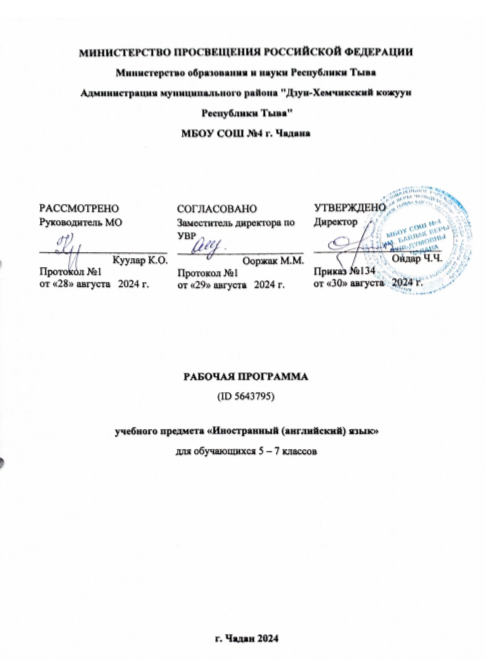 МИНИСТЕРСТВО ПРОСВЕЩЕНИЯ РОССИЙСКОЙ ФЕДЕРАЦИИ
Министерство образования и науки Республики Тыва
Администрация муниципального района "Дзун-Хемчикский кожуун
Республики Тыва"
МБОУ СОШ №4 г. Чадана
РАССМОТРЕНО
Руководитель МО
Куулар К.О.
Протокол №1
от «28» августа 2024 г.
СОГЛАСОВАНО
Заместитель директора по
УВР
Ооржак М.М.
Протокол №1
от «29» августа 2024 г.
УТВЕРЖДЕНО
Директор
Ойдар Ч.Ч.
Приказ №134
от «30» августа 2024 г.
МБОУ СОШ №4
РАБОЧАЯ ПРОГРАММА
(ID 5643795)
учебного предмета «Иностранный (английский) язык»
для обучающихся 5 – 7 классов
г. Чадан 2024